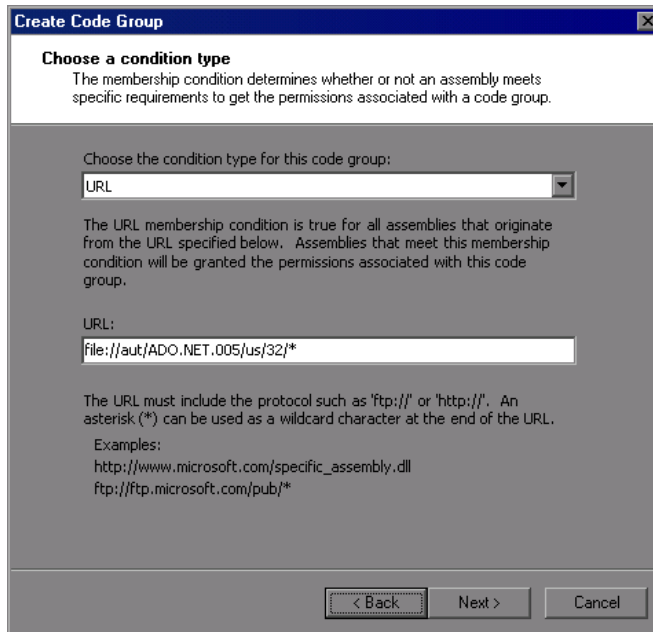 Create Code Group
Choose a condition type
The membership condition determines whether or not an assembly meets
specific requirements to get the permissions associated with a code group.
Choose the condition type for this code group:
URL
The URL membership condition is true for all assemblies that originate
from the URL specified below.  Assemblies that meet this membership
condition will be granted the permissions associated with this code
group.
URL:
file://aut/ADO.NET.005/us/32/*
The URL must include the protocol such as 'ftp://' or 'http://'.  An
asterisk (*) can be used as a wildcard character at the end of the URL.
Examples:
http://www.microsoft.com/specific_assembly.dll
ftp://ftp.microsoft.com/pub/*
< Back Next > Cancel